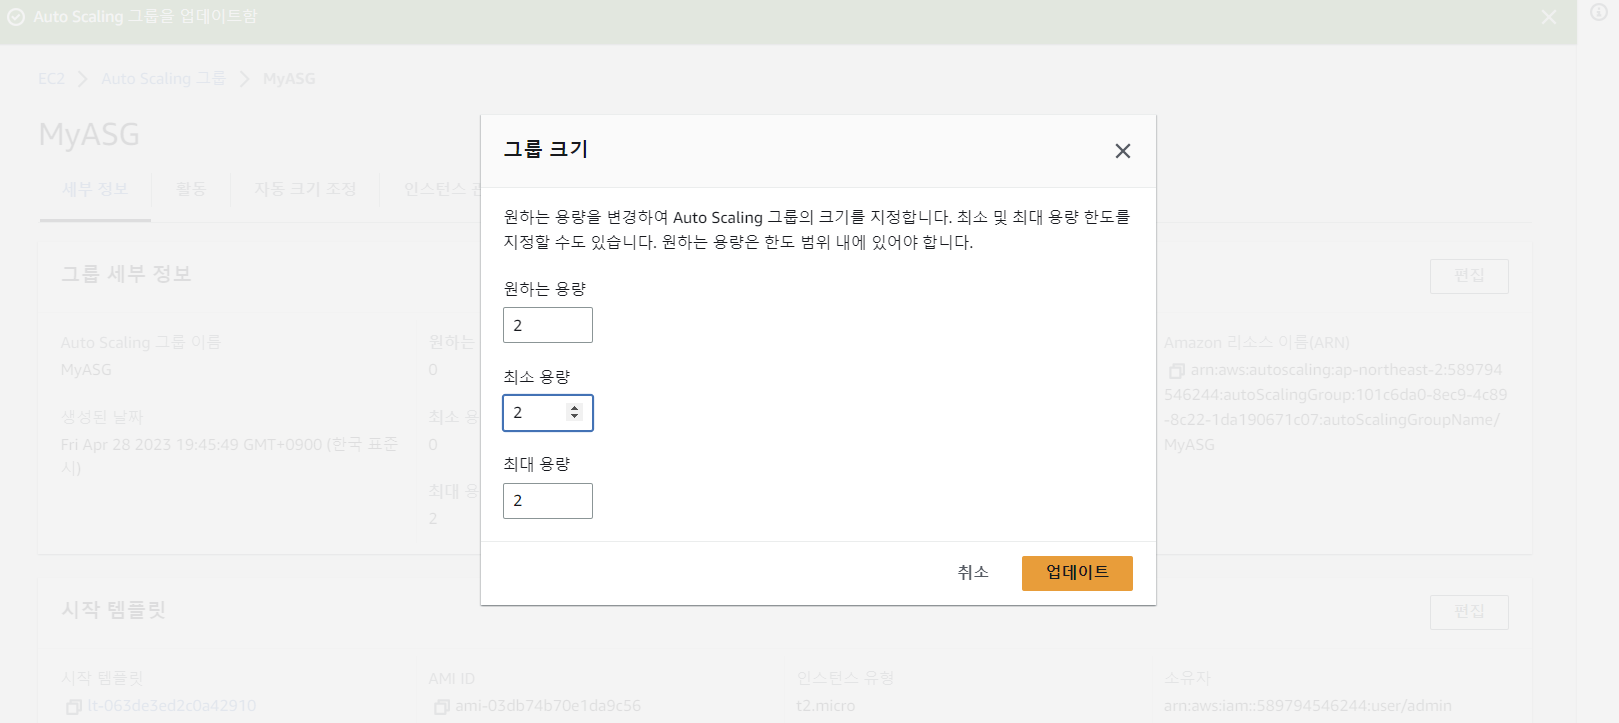 Auto Scaling 그룹을 업데이트함
EC2 > Auto Scaling 그룹 > MyASG
MyASG
세부 정보
활동
자동 크기 조정
인스턴스
그룹 세부 정보
편집
Auto Scaling 그룹 이름
MyASG
생성된 날짜
Fri Apr 28 2023 19:45:49 GMT+0900 (한국 표준
시)
원하는
0
최소 용
0
최대 용
2
Amazon 리소스 이름(ARN)
arn:aws:autoscaling:ap-northeast-2:589794
546244:autoScalingGroup:101c6da0-8ec9-4c89
-8c22-1da190671c07:autoScalingGroupName/
MyASG
그룹 크기
원하는 용량을 변경하여 Auto Scaling 그룹의 크기를 지정합니다. 최소 및 최대 용량 한도를
지정할 수도 있습니다. 원하는 용량은 한도 범위 내에 있어야 합니다.
원하는 용량
2
최소 용량
2
최대 용량
2
취소
업데이트
시작 템플릿
편집
시작 템플릿
lt-063de3ed2c0a42910
AMI ID
ami-03db74b70e1da9c56
인스턴스 유형
t2.micro
소유자
arn:aws:iam::589794546244:user/admin